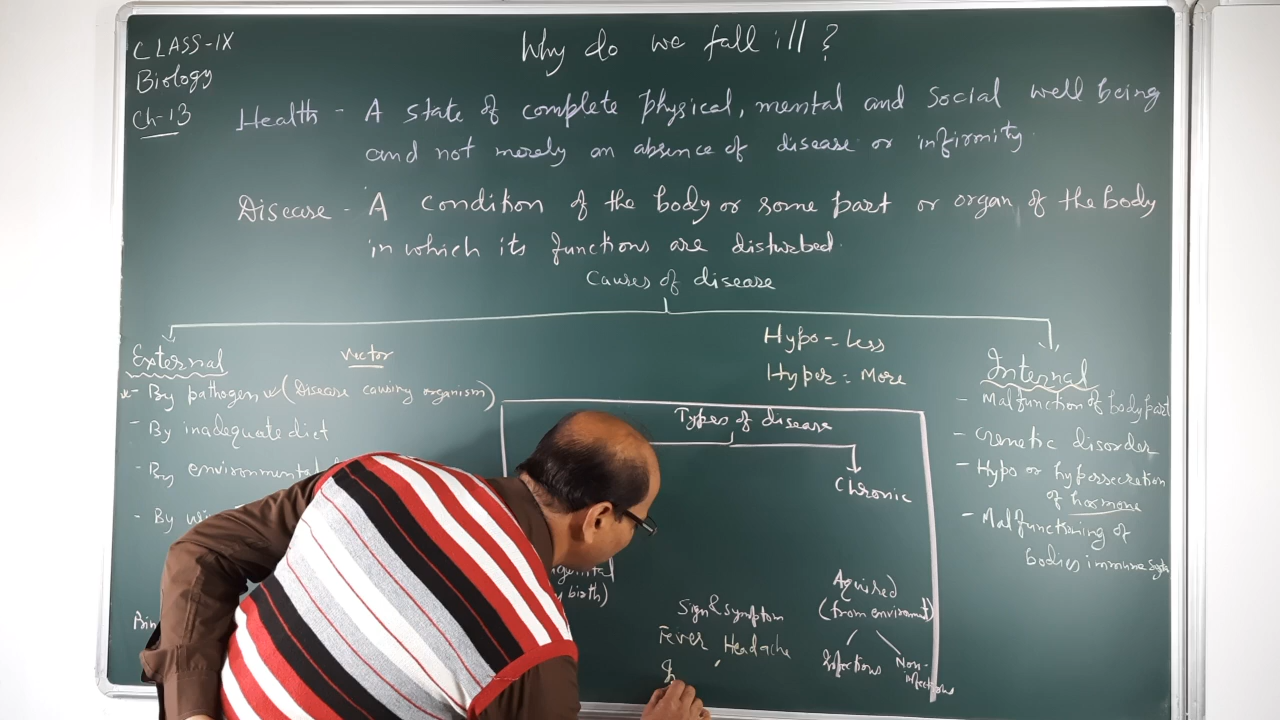 CLASS-IX
Biology
Ch-13
Why do we fall ill?
Health - A state of complete physical, mental and social well being
and not merely an absence of disease or infirmity.
Disease - A condition of the body or some part or organ of the body
in which its functions are disturbed.
Causes of disease
External
Vector
- By pathogen (Disease causing organism)
- By inadequate diet
- By environmental
- By
Hypo = Less
Hyper = More
Internal
- Malfunction of body part
- Genetic disorder
- Hypo or hypersecretion
of hormone
- Malfunctioning of
bodies immune
Types of disease
Chronic
birth)
Sign & symptom
Fever Headache
Aquired
(from environment)
Infectious
Non-
infectious